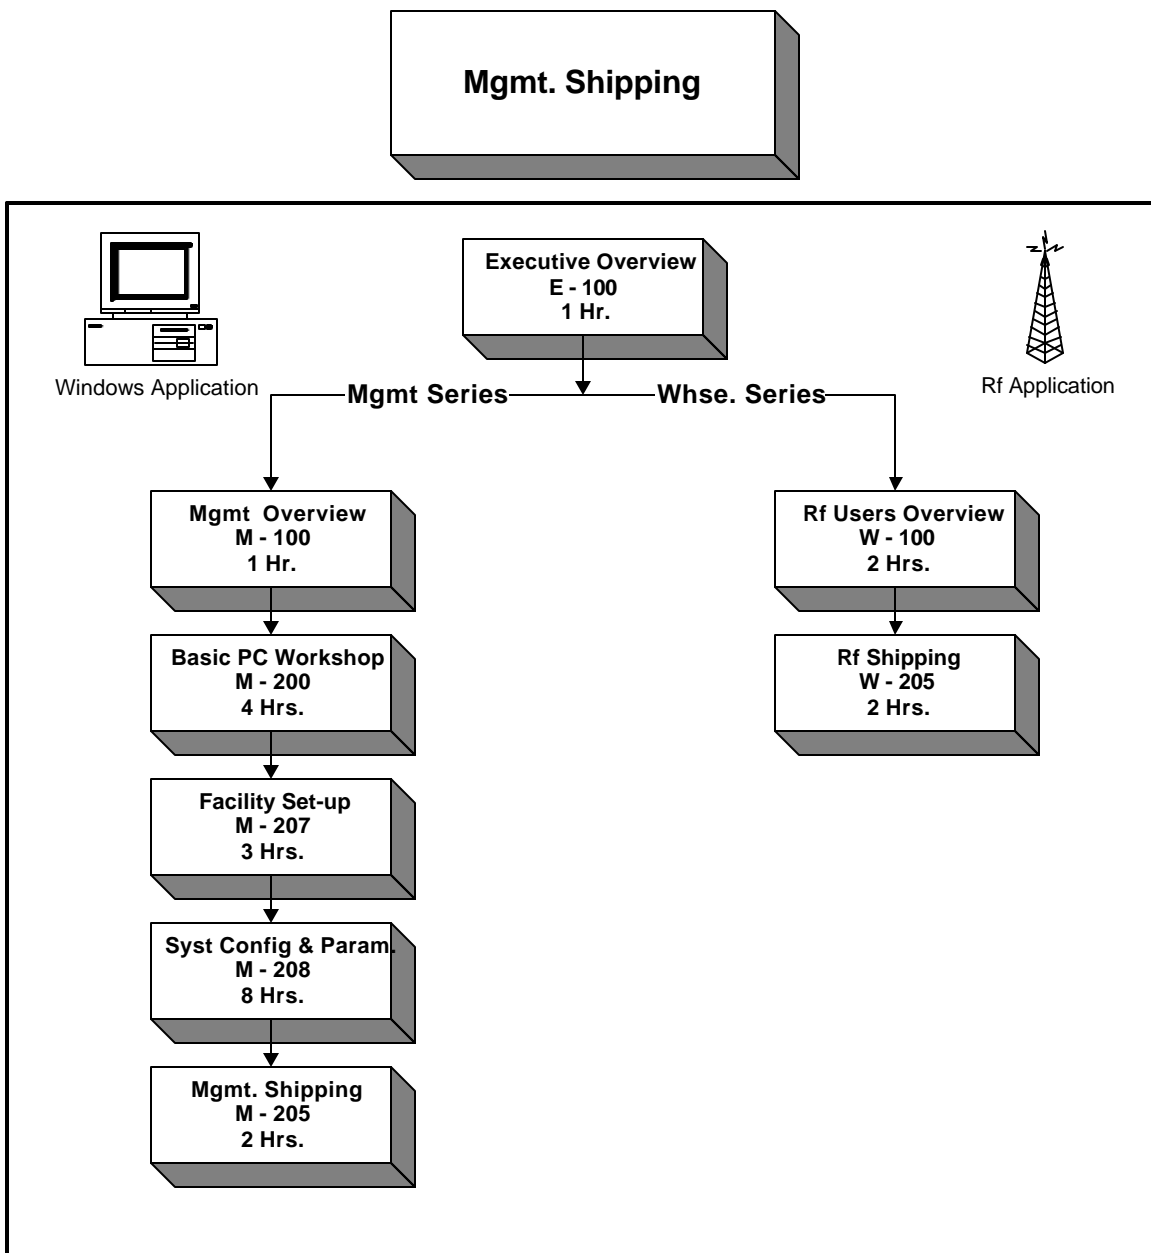 Mgmt. Shipping
Executive Overview
E - 100
1 Hr.
Windows Application
Rf Application
Mgmt Series
Whse. Series
Mgmt  Overview
M - 100
1 Hr.
Rf Users Overview
W - 100
2 Hrs.
Basic PC Workshop
M - 200
4 Hrs.
Rf Shipping
W - 205
2 Hrs.
Facility Set-up
M - 207
3 Hrs.
Syst Config & Param.
M - 208
8 Hrs.
Mgmt. Shipping
M - 205
2 Hrs.